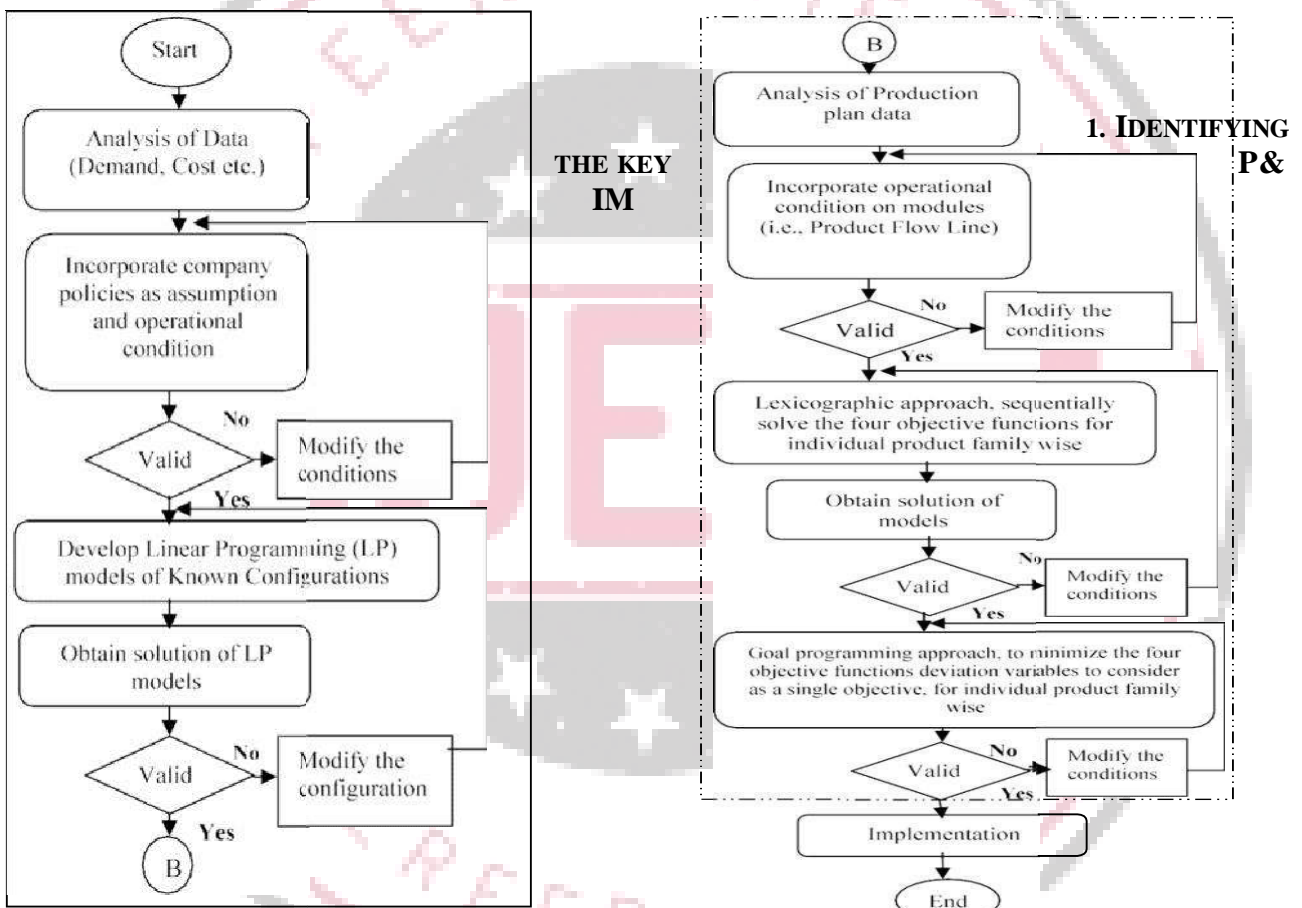 Start
Analysis of Data
(Demand, Cost etc.)
Incorporate company
policies as assumption
and operational
condition
No
Valid
Modify the
conditions
Yes
Develop Linear Programming (LP)
models of Known Configurations
Obtain solution of LP
models
No
Valid
Modify the
configuration
Yes
B
THE KEY
IM
B
Analysis of Production
plan data
1. IDENTIFYING
P&
Incorporate operational
condition on modules
(i.e., Product Flow Line)
No
Valid
Modify the
conditions
Yes
Lexicographic approach, sequentially
solve the four objective functions for
individual product family wise
Obtain solution of
models
No
Valid
Modify the
conditions
Yes
Goal programming approach, to minimize the four
objective functions deviation variables to consider
as a single objective, for individual product family
wise
No
Valid
Modify the
conditions
Yes
Implementation
End